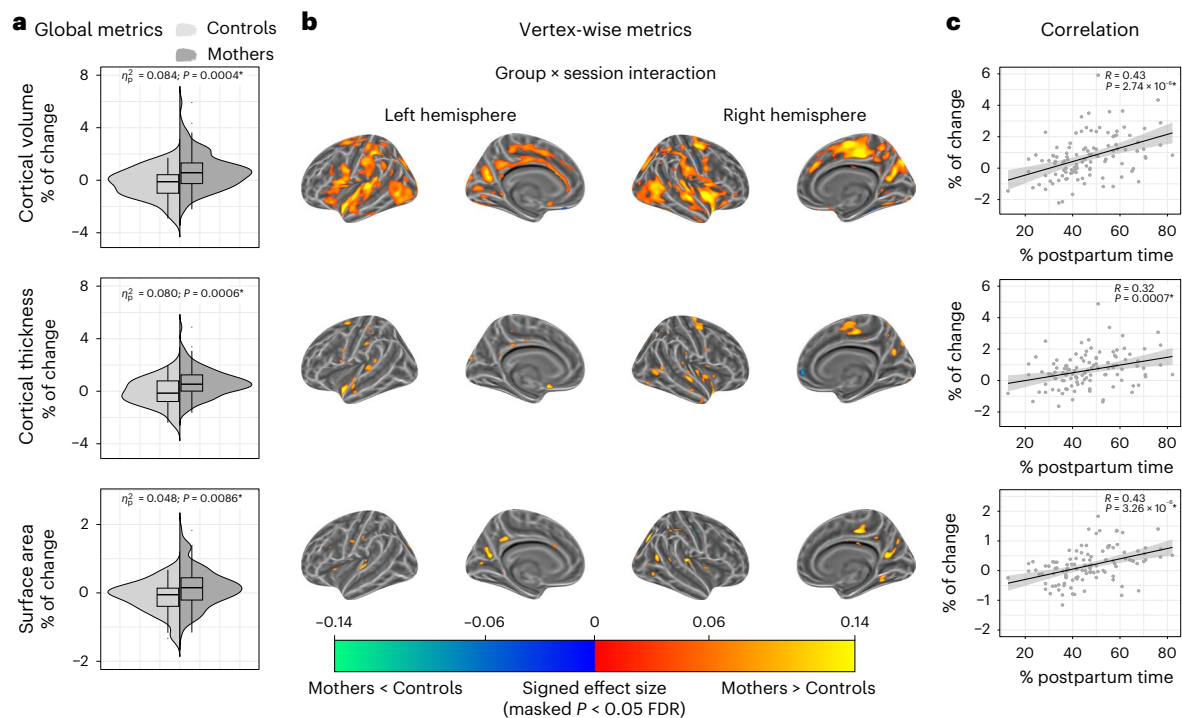 a Global metrics
Controls
Mothers
η²p = 0.084; P = 0.0004*
8
4
0
−4
Cortical volume
% of change
η²p = 0.080; P = 0.0006*
8
4
0
−4
Cortical thickness
% of change
η²p = 0.048; P = 0.0086*
2
0
−2
Surface area
% of change
b Vertex-wise metrics
Group × session interaction
Left hemisphere Right hemisphere
−0.14 −0.06 0 0.06 0.14
Mothers < Controls Signed effect size Mothers > Controls
(masked P < 0.05 FDR)
c Correlation
R = 0.43
P = 2.74 × 10⁻⁶*
6
4
2
0
−2
% of change
20 40 60 80
% postpartum time
R = 0.32
P = 0.0007*
6
4
2
0
−2
% of change
20 40 60 80
% postpartum time
R = 0.43
P = 3.26 × 10⁻⁶*
2
1
0
−1
−2
% of change
20 40 60 80
% postpartum time